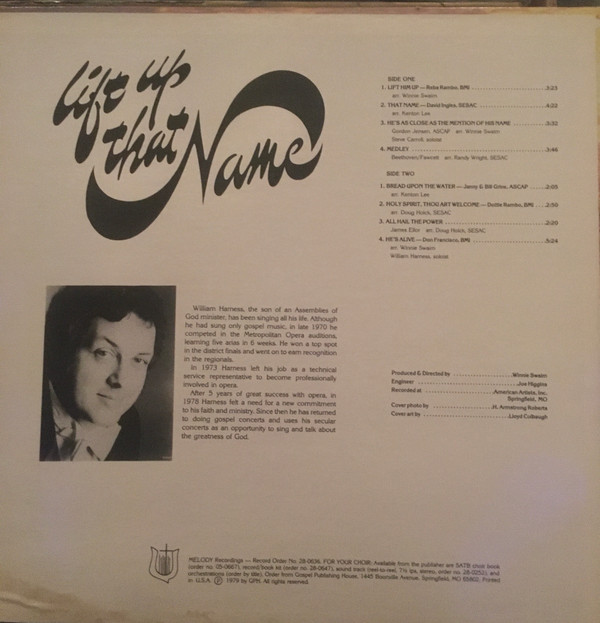 lift up
that Name
SIDE ONE
1. LIFT HIM UP — Reba Rambo, BMI 3:25
arr. Winnie Swaim
2. THAT NAME — David Ingles, SESAC 4:22
arr. Kenton Lee
3. HE'S AS CLOSE AS THE MENTION OF HIS NAME 3:32
Gordon Jensen, ASCAP arr. Winnie Swaim
Steve Carroll, soloist
4. MEDLEY 3:46
Beethoven/Fawcett arr. Randy Wright, SESAC
SIDE TWO
1. BREAD UPON THE WATER — Janny & Bill Grine, ASCAP 2:05
arr. Kenton Lee
2. HOLY SPIRIT, THOU ART WELCOME — Dottie Rambo, BMI 2:50
arr. Doug Holck, SESAC
3. ALL HAIL THE POWER 2:20
James Ellor arr. Doug Holck, SESAC
4. HE'S ALIVE — Don Francisco, BMI 5:24
arr. Winnie Swaim
William Harness, soloist
William Harness, the son of an Assemblies of
God minister, has been singing all his life. Although
he had sung only gospel music, in late 1970 he
competed in the Metropolitan Opera auditions,
learning five arias in 6 weeks. He won a top spot
in the district finals and went on to earn recognition
in the regionals.
In 1973 Harness left his job as a technical
service representative to become professionally
involved in opera.
After 5 years of great success with opera, in
1978 Harness felt a need for a new commitment
to his faith and ministry. Since then he has returned
to doing gospel concerts and uses his secular
concerts as an opportunity to sing and talk about
the greatness of God.
Produced & Directed by Winnie Swaim
Engineer Joe Higgins
Recorded at American Artists, Inc.
Springfield, MO
Cover photo by H. Armstrong Roberts
Cover art by Lloyd Colbaugh
MELODY Recordings — Record Order No. 28-0636. FOR YOUR CHOIR: Available from the publisher are SATB choir book
(order no. 05-0667), record/book kit (order no. 28-0647), sound track (reel-to-reel, 7½ ips, stereo, order no. 28-0252), and
orchestrations (order by title). Order from Gospel Publishing House, 1445 Boonville Avenue, Springfield, MO 65802. Printed
in U.S.A. Ⓟ 1979 by GPH. All rights reserved.